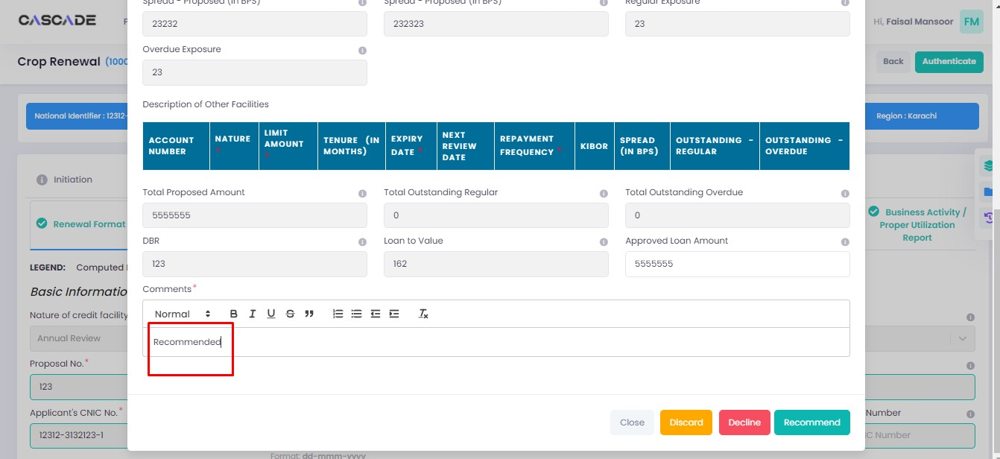 CASCADE
Hi, Faisal Mansoor
FM
Crop Renewal (1000
Back
Authenticate
National Identifier : 12312-
Region : Karachi
Initiation
Renewal Format
Business Activity /
Proper Utilization
Report
LEGEND: Computed
Basic Informatio
Nature of credit facility
Annual Review
Proposal No.*
123
Applicant's CNIC No.*
12312-3132123-1
Number
IC Number
Format: dd-mmm-yyyy
Spread - Proposed (In BPS)
23232
Spread - Proposed (In BPS)
232323
Regular Exposure
23
Overdue Exposure
23
Description of Other Facilities
ACCOUNT NUMBER
NATURE *
LIMIT AMOUNT *
TENURE (IN MONTHS)
EXPIRY DATE *
NEXT REVIEW DATE
REPAYMENT FREQUENCY *
KIBOR
SPREAD (IN BPS)
OUTSTANDING - REGULAR
OUTSTANDING - OVERDUE
Total Proposed Amount
5555555
Total Outstanding Regular
0
Total Outstanding Overdue
0
DBR
123
Loan to Value
162
Approved Loan Amount
5555555
Comments*
Normal
Recommended
Close
Discard
Decline
Recommend